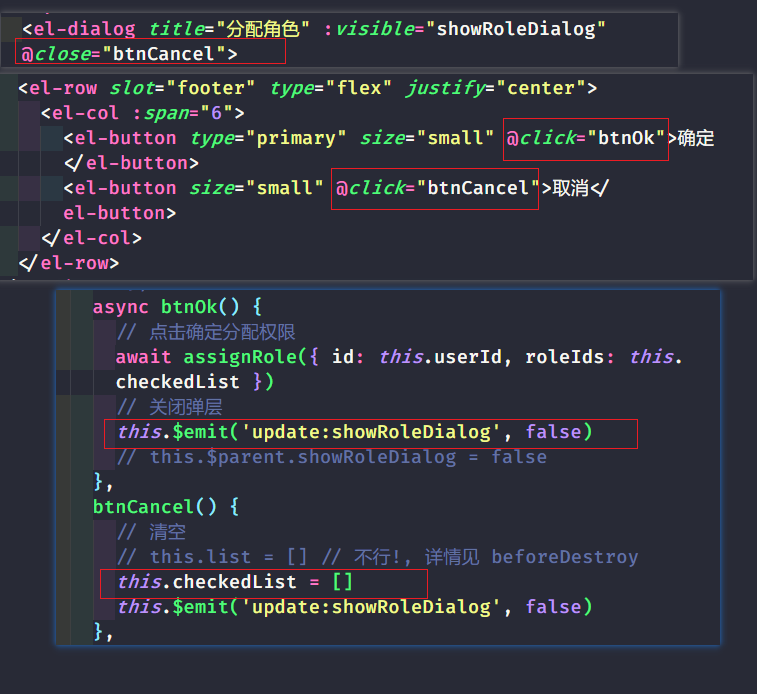 <el-dialog title="分配角色" :visible="showRoleDialog"
@close="btnCancel">
<el-row slot="footer" type="flex" justify="center">
<el-col :span="6">
<el-button type="primary" size="small" @click="btnOk">确定
</el-button>
<el-button size="small" @click="btnCancel">取消</
el-button>
</el-col>
</el-row>
async btnOk() {
// 点击确定分配权限
await assignRole({ id: this.userId, roleIds: this.
checkedList })
// 关闭弹层
this.$emit('update:showRoleDialog', false)
// this.$parent.showRoleDialog = false
},
btnCancel() {
// 清空
// this.list = [] // 不行!, 详情见 beforeDestroy
this.checkedList = []
this.$emit('update:showRoleDialog', false)
},